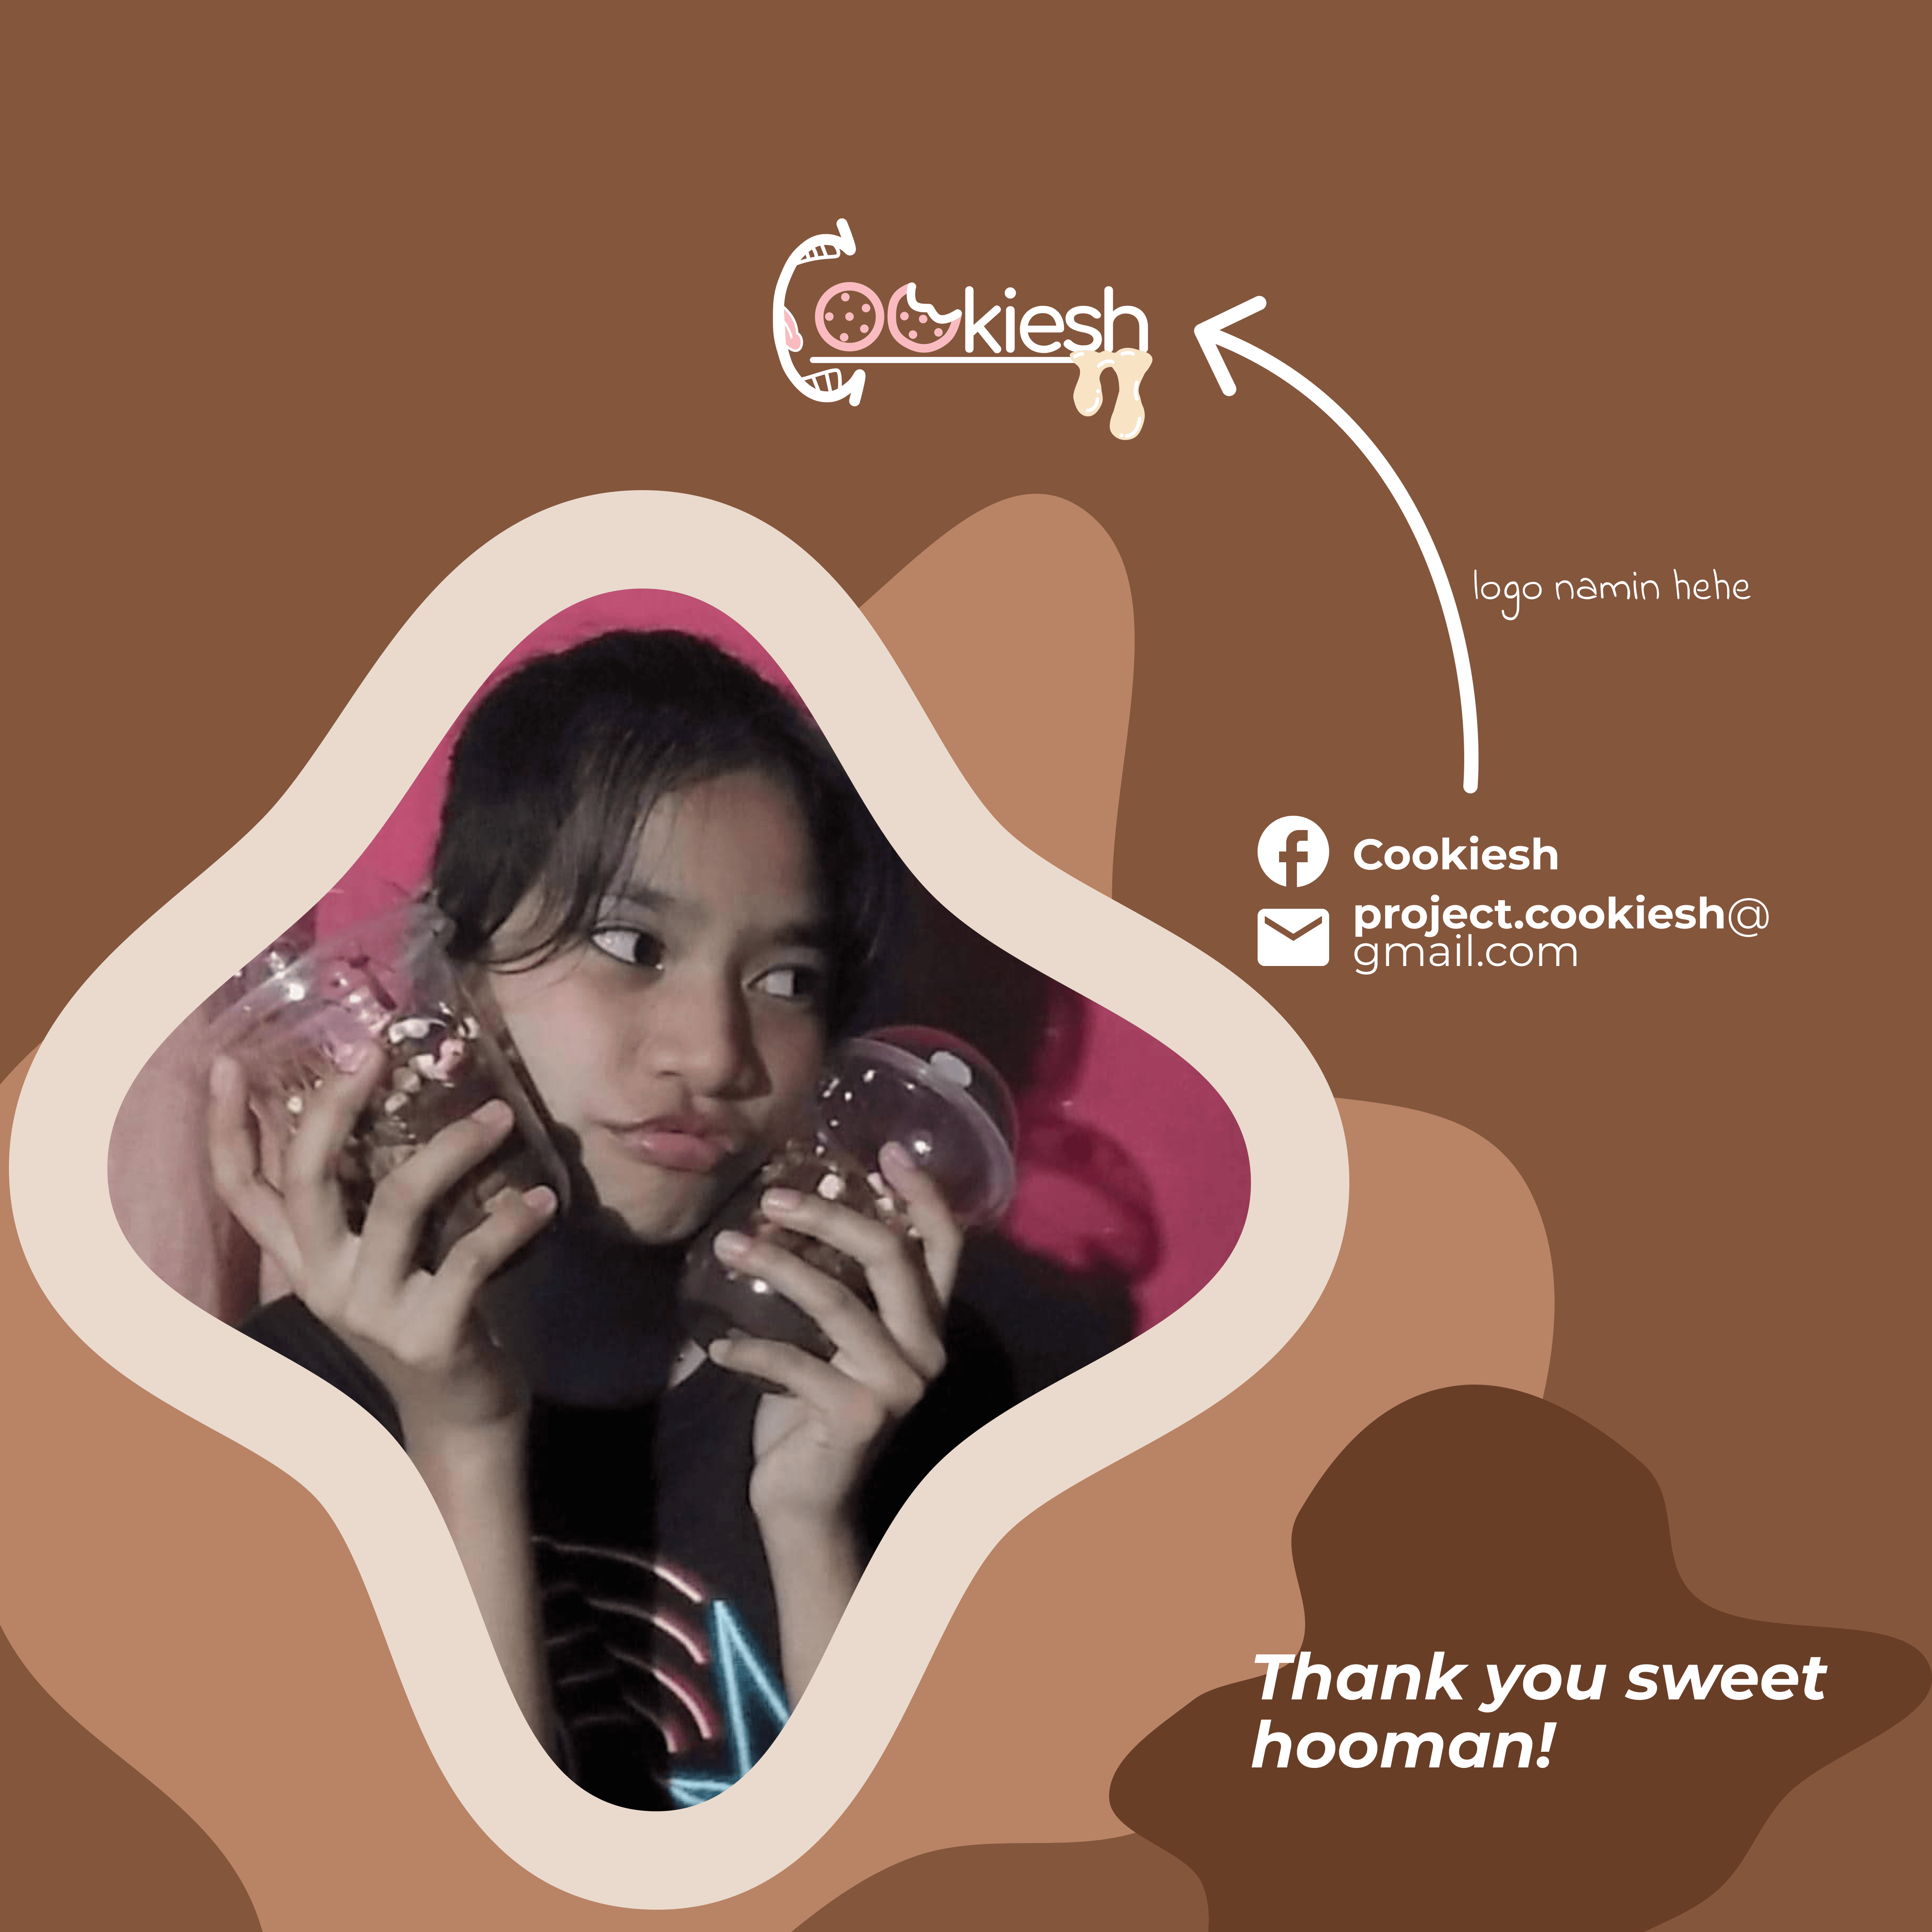 Cookiesh
logo namin hehe
Cookiesh
project.cookiesh@
gmail.com
Thank you sweet
hooman!